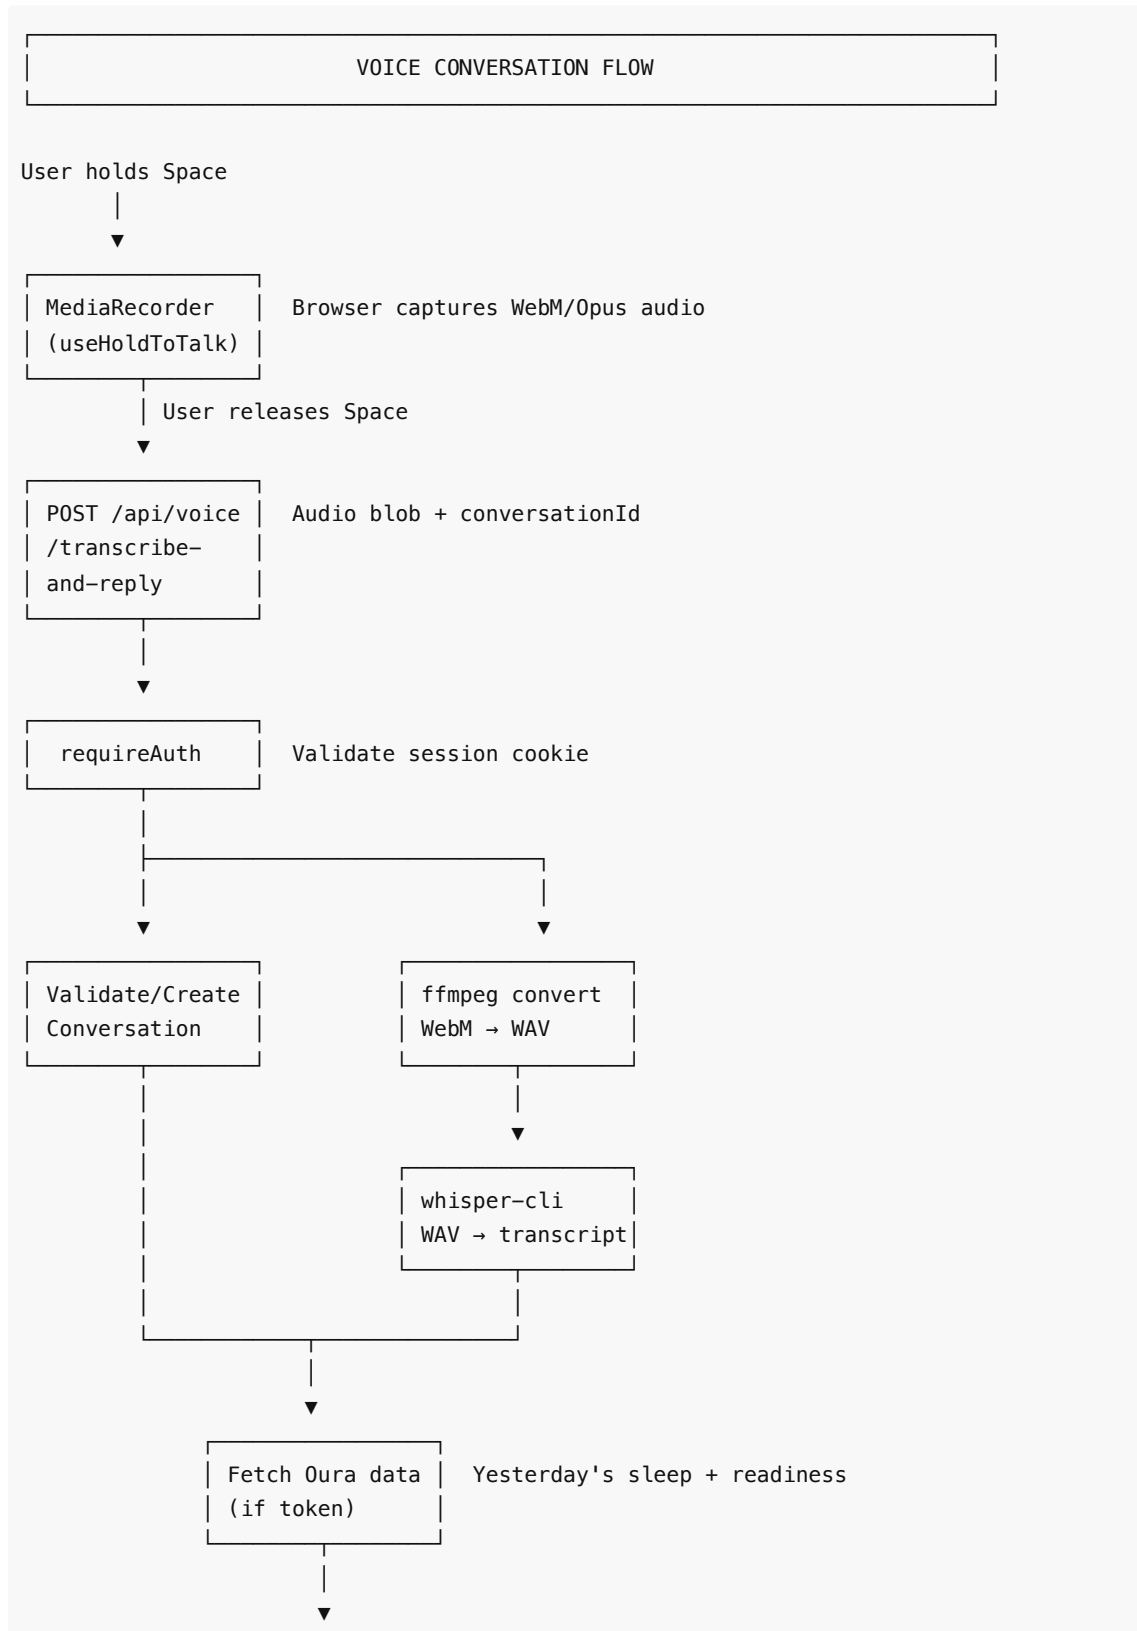 VOICE CONVERSATION FLOW
User holds Space
MediaRecorder Browser captures WebM/Opus audio
(useHoldToTalk)
User releases Space
POST /api/voice Audio blob + conversationId
/transcribe-
and-reply
requireAuth Validate session cookie
Validate/Create ffmpeg convert
Conversation WebM → WAV
whisper-cli
WAV → transcript
Fetch Oura data Yesterday's sleep + readiness
(if token)